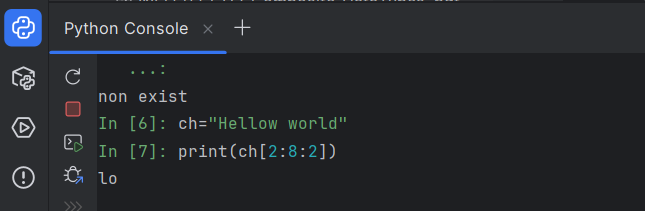 Python Console
...:
non exist
In [6]: ch="Hellow world"
In [7]: print(ch[2:8:2])
lo